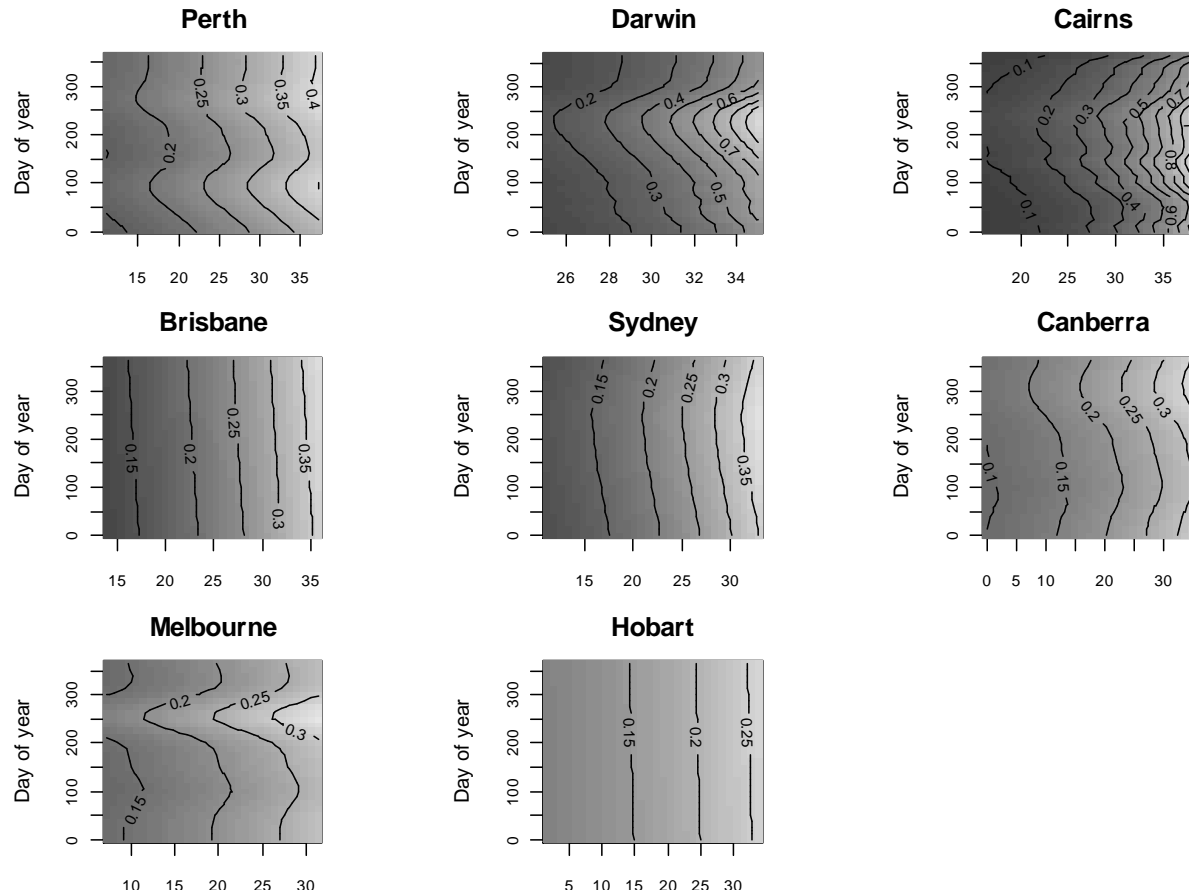 Perth
Day of year
0 100 200 300
15 20 25 30 35
0.2 0.25 0.3 0.35 0.4
Darwin
Day of year
0 100 200 300
26 28 30 32 34
0.2 0.4 0.6 0.7 0.3 0.5
Cairns
Day of year
0 100 200 300
20 25 30 35
0.1 0.2 0.3 0.5 0.7 0.8 0.1 0.4 0.6
Brisbane
Day of year
0 100 200 300
15 20 25 30 35
0.15 0.2 0.25 0.3 0.35
Sydney
Day of year
0 100 200 300
15 20 25 30
0.15 0.2 0.25 0.3 0.35
Canberra
Day of year
0 100 200 300
0 5 10 20 30
0.1 0.15 0.2 0.25 0.3
Melbourne
Day of year
0 100 200 300
10 15 20 25 30
0.15 0.2 0.25 0.3
Hobart
Day of year
0 100 200 300
5 10 15 20 25 30
0.15 0.2 0.25